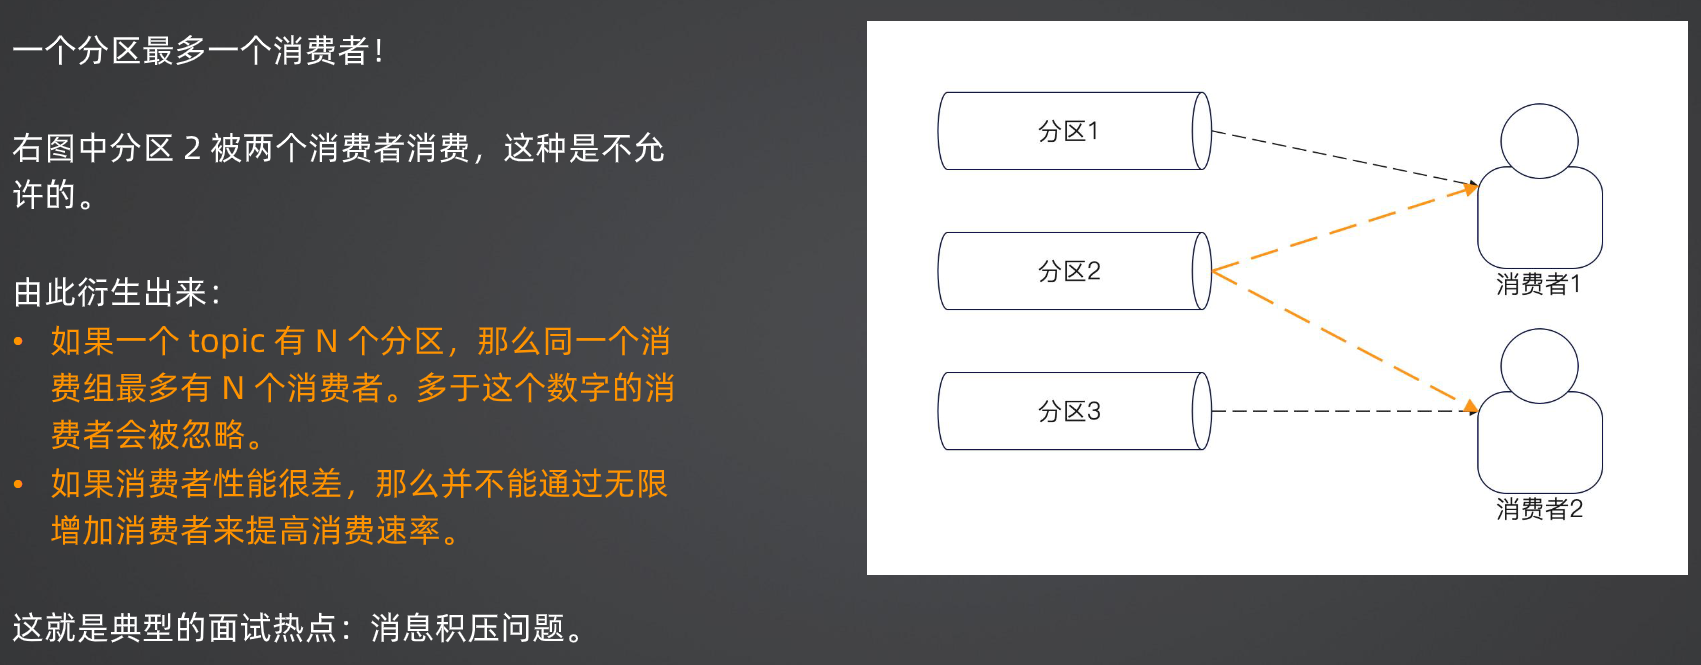 一个分区最多一个消费者！
右图中分区 2 被两个消费者消费，这种是不允
许的。
由此衍生出来：
• 如果一个 topic 有 N 个分区，那么同一个消
费组最多有 N 个消费者。多于这个数字的消
费者会被忽略。
• 如果消费者性能很差，那么并不能通过无限
增加消费者来提高消费速率。
这就是典型的面试热点：消息积压问题。
分区1
分区2
分区3
消费者1
消费者2